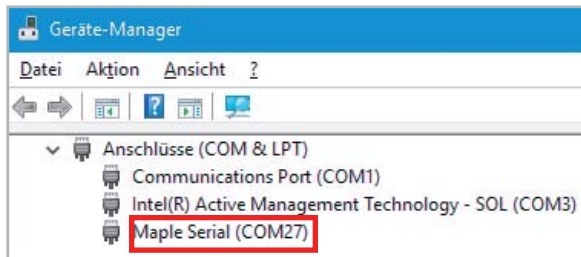 Geräte-Manager
Datei Aktion Ansicht ?
Anschlüsse (COM & LPT)
Communications Port (COM1)
Intel(R) Active Management Technology - SOL (COM3)
Maple Serial (COM27)